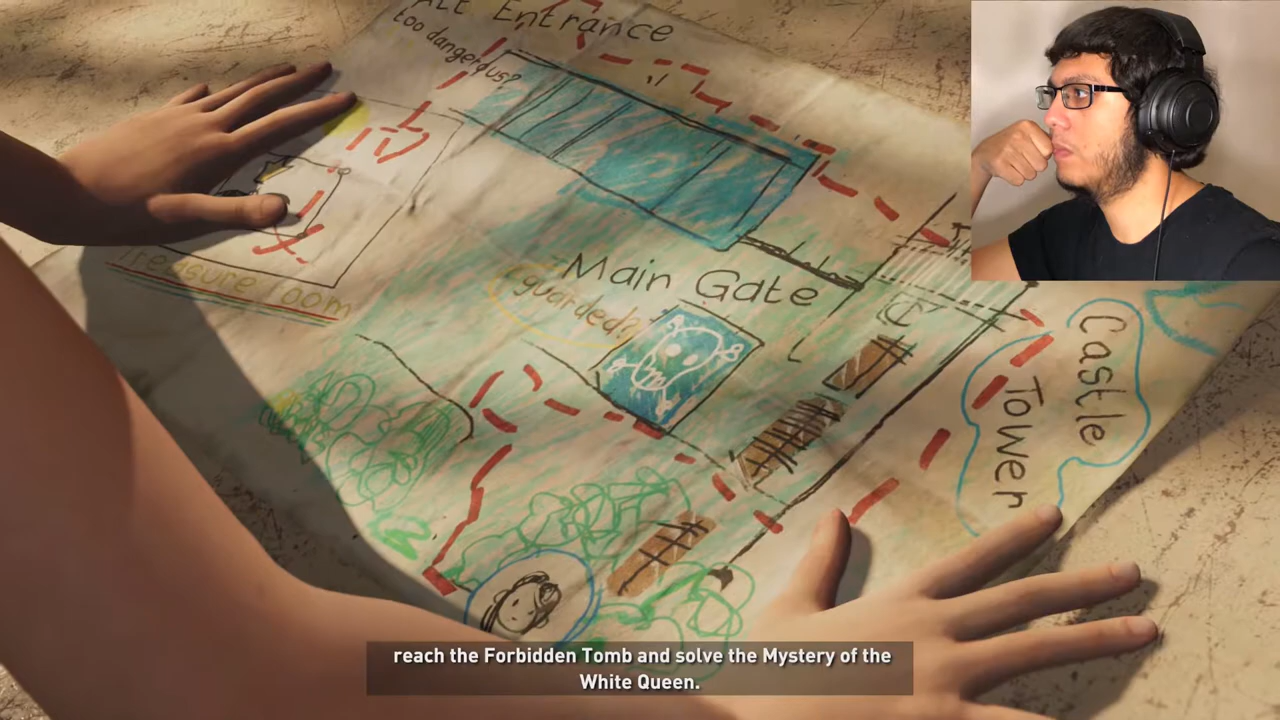 Alt Entrance
too dangerous?
Treasure room
Main Gate
guarded?
Castle
Tower
reach the Forbidden Tomb and solve the Mystery of the
White Queen.